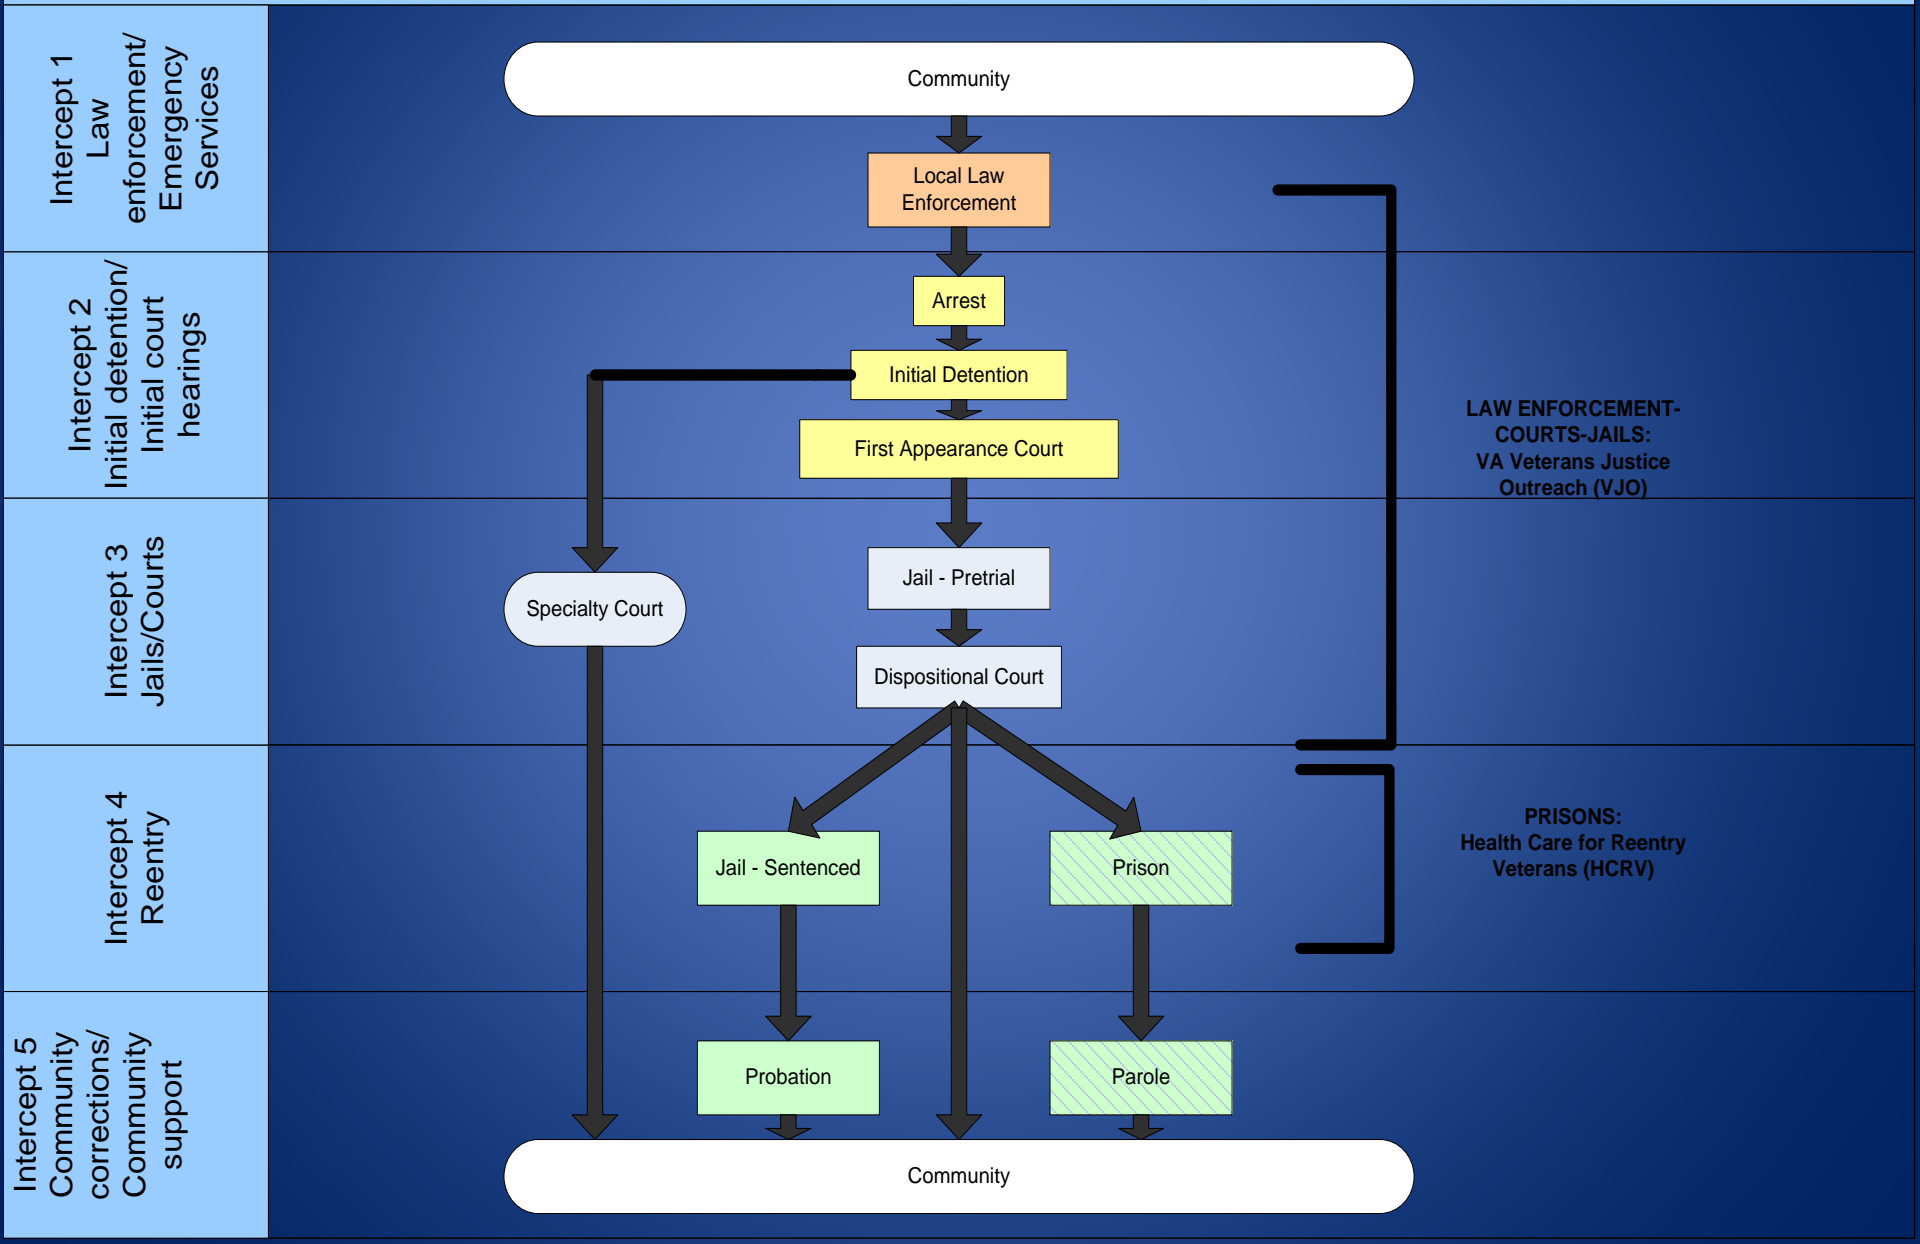 Intercept 1
Law
enforcement/
Emergency
Services
Community
Local Law
Enforcement
Intercept 2
Initial detention/
Initial court
hearings
Arrest
Initial Detention
First Appearance Court
LAW ENFORCEMENT-
COURTS-JAILS:
VA Veterans Justice
Outreach (VJO)
Intercept 3
Jails/Courts
Specialty Court
Jail - Pretrial
Dispositional Court
Intercept 4
Reentry
Jail - Sentenced
Prison
PRISONS:
Health Care for Reentry
Veterans (HCRV)
Intercept 5
Community
corrections/
Community
support
Probation
Parole
Community